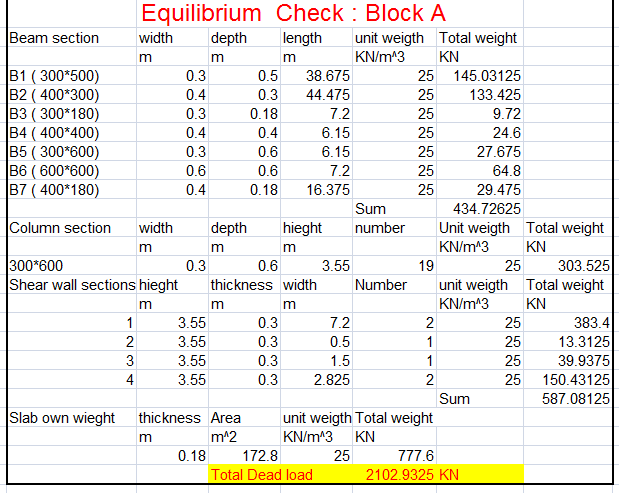 Equilibrium Check : Block A
Beam section width depth length unit weigth Total weight
m m m KN/m^3 KN
B1 ( 300*500) 0.3 0.5 38.675 25 145.03125
B2 ( 400*300) 0.4 0.3 44.475 25 133.425
B3 ( 300*180) 0.3 0.18 7.2 25 9.72
B4 ( 400*400) 0.4 0.4 6.15 25 24.6
B5 ( 300*600) 0.3 0.6 6.15 25 27.675
B6 ( 600*600) 0.6 0.6 7.2 25 64.8
B7 ( 400*180) 0.4 0.18 16.375 25 29.475
Sum 434.72625
Column section width depth hieght number Unit weigth Total weight
m m m KN/m^3 KN
300*600 0.3 0.6 3.55 19 25 303.525
Shear wall sections hieght thickness width Number unit weigth Total weight
m m m KN/m^3 KN
1 3.55 0.3 7.2 2 25 383.4
2 3.55 0.3 0.5 1 25 13.3125
3 3.55 0.3 1.5 1 25 39.9375
4 3.55 0.3 2.825 2 25 150.43125
Sum 587.08125
Slab own wieght thickness Area unit weigth Total weight
m m^2 KN/m^3 KN
0.18 172.8 25 777.6
Total Dead load 2102.9325 KN